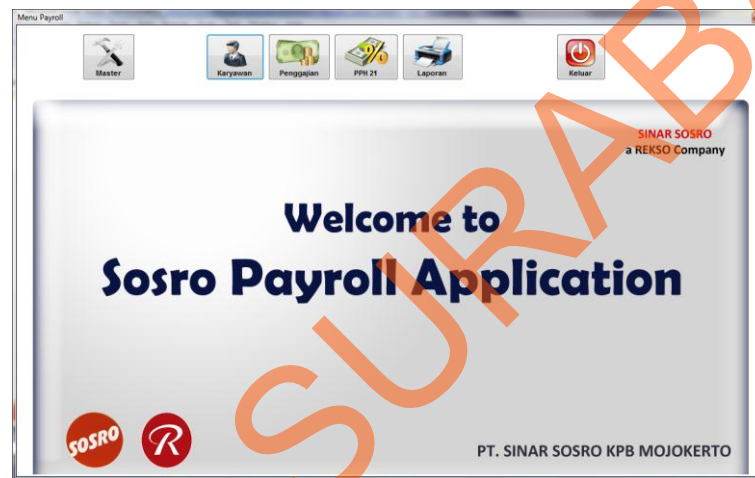 Menu Payroll
Master
Karyawan
Penggajian
PPH 21
Laporan
Keluar
SINAR SOSRO
a REKSO Company
Welcome to
Sosro Payroll Application
SOSRO
R
PT. SINAR SOSRO KPB MOJOKERTO
SURAB